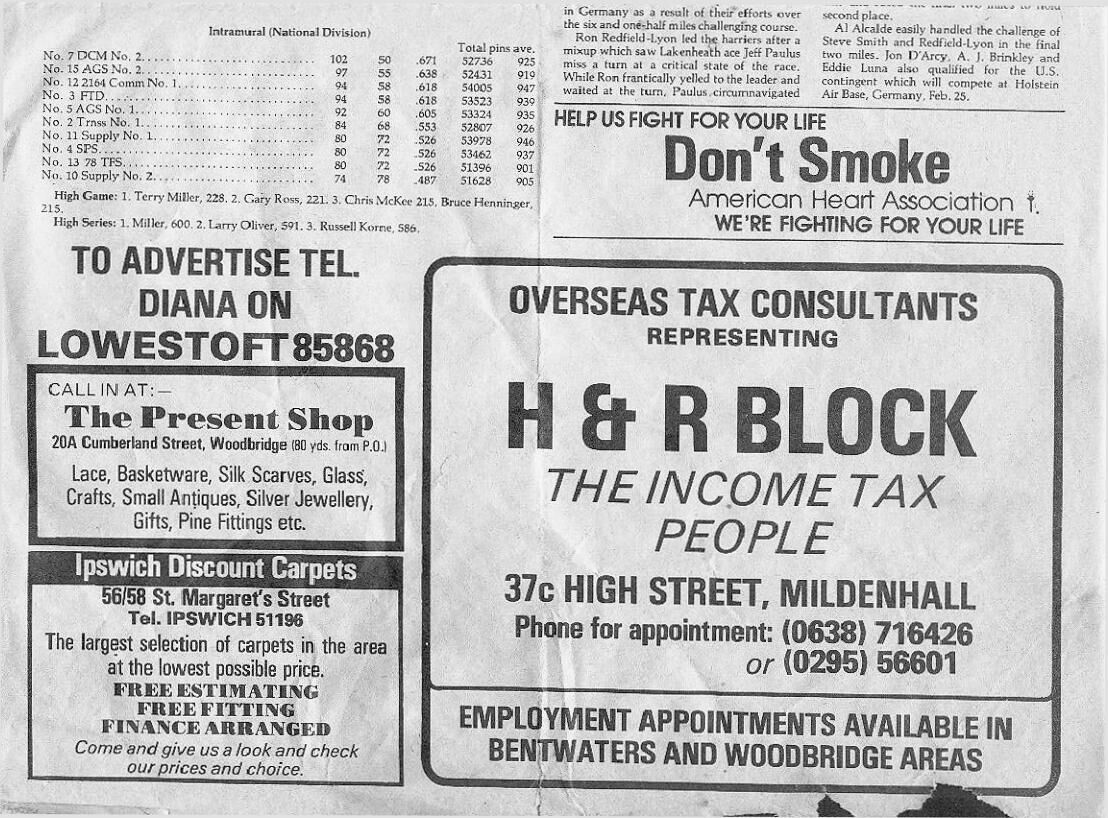 Intramural (National Division)
Total pins ave.
No. 7 DCM No. 2 102 50 .671 52736 925
No. 15 AGS No. 2 97 55 .638 52431 919
No. 12 2164 Comm No. 1 94 58 .618 54005 947
No. 3 FTD 94 58 .618 53523 939
No. 5 AGS No. 1 92 60 .605 53324 935
No. 2 Trnss No. 1 84 68 .553 52807 926
No. 11 Supply No. 1 80 72 .526 53978 946
No. 4 SPS 80 72 .526 53462 937
No. 13 78 TFS 80 72 .526 51396 901
No. 10 Supply No. 2 74 78 .487 51628 905
High Game: 1. Terry Miller, 228. 2. Gary Ross, 221. 3. Chris McKee 215, Bruce Henninger,
215.
High Series: 1. Miller, 600. 2. Larry Oliver, 591. 3. Russell Korne, 586.
in Germany as a result of their efforts over
the six and one-half miles challenging course.
Ron Redfield-Lyon led the harriers after a
mixup which saw Lakenheath ace Jeff Paulus
miss a turn at a critical state of the race.
While Ron frantically yelled to the leader and
waited at the turn, Paulus circumnavigated
second place.
Al Alcalde easily handled the challenge of
Steve Smith and Redfield-Lyon in the final
two miles. Jon D'Arcy, A. J. Brinkley and
Eddie Luna also qualified for the U.S.
contingent which will compete at Holstein
Air Base, Germany, Feb. 25.
HELP US FIGHT FOR YOUR LIFE
Don't Smoke
American Heart Association
WE'RE FIGHTING FOR YOUR LIFE
TO ADVERTISE TEL.
DIANA ON
LOWESTOFT 85868
CALL IN AT:—
The Present Shop
20A Cumberland Street, Woodbridge (80 yds. from P.O.)
Lace, Basketware, Silk Scarves, Glass,
Crafts, Small Antiques, Silver Jewellery,
Gifts, Pine Fittings etc.
Ipswich Discount Carpets
56/58 St. Margaret's Street
Tel. IPSWICH 51196
The largest selection of carpets in the area
at the lowest possible price.
FREE ESTIMATING
FREE FITTING
FINANCE ARRANGED
Come and give us a look and check
our prices and choice.
OVERSEAS TAX CONSULTANTS
REPRESENTING
H & R BLOCK
THE INCOME TAX
PEOPLE
37c HIGH STREET, MILDENHALL
Phone for appointment: (0638) 716426
or (0295) 56601
EMPLOYMENT APPOINTMENTS AVAILABLE IN
BENTWATERS AND WOODBRIDGE AREAS